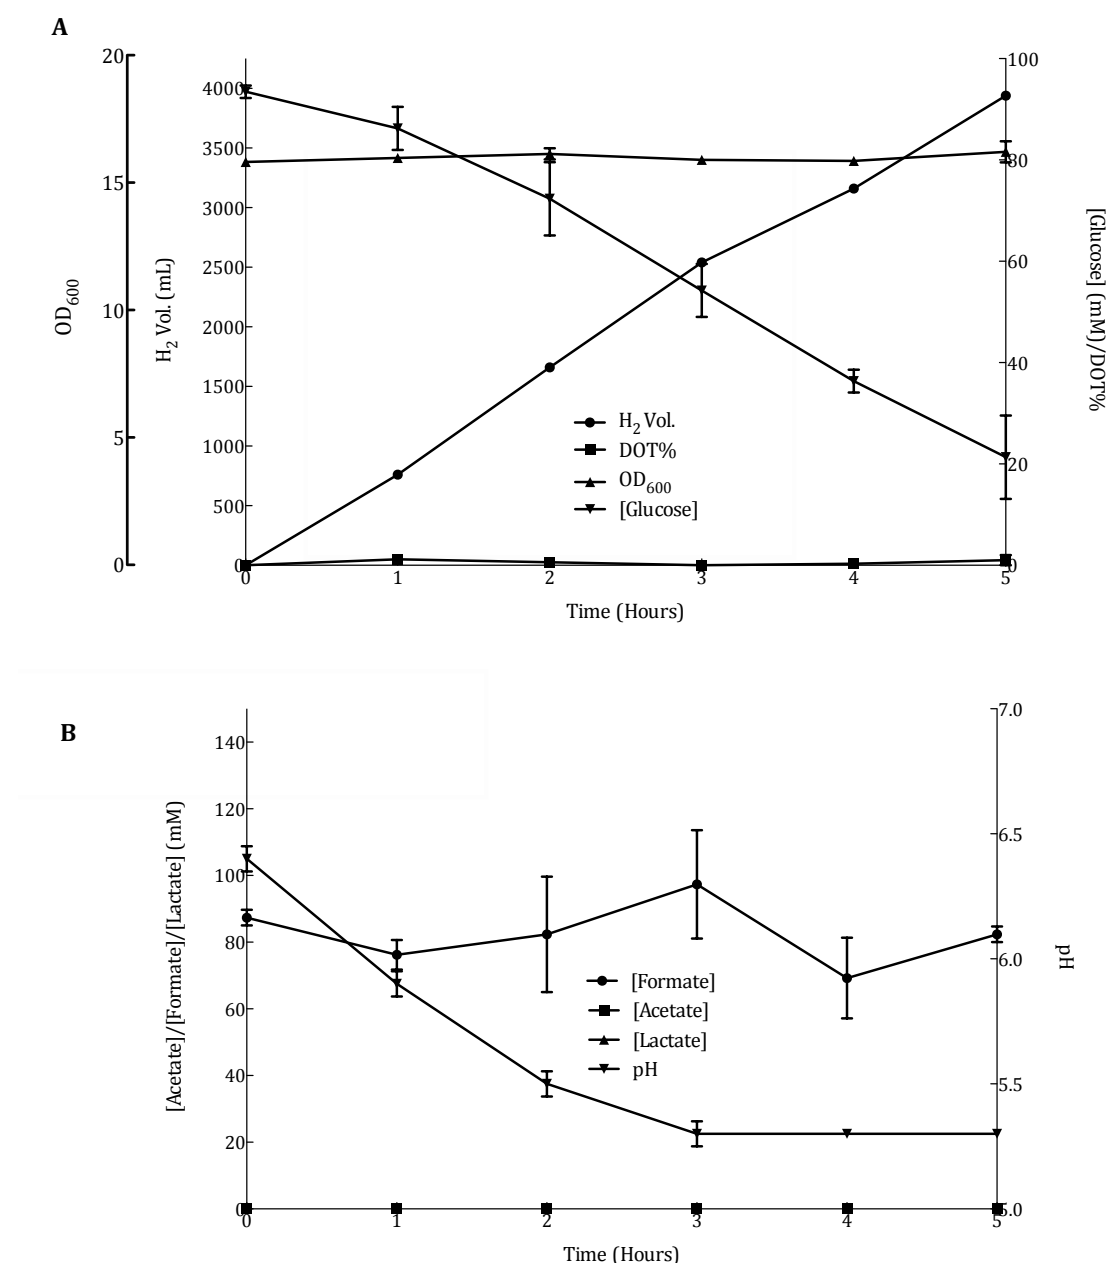 A
20
15
10
5
0
OD600
4000
3500
3000
2500
2000
1500
1000
500
0
H2 Vol. (mL)
100
80
60
40
20
0
[Glucose] (mM)/DOT%
H2 Vol.
DOT%
OD600
[Glucose]
0 1 2 3 4 5
Time (Hours)
B
140
120
100
80
60
40
20
0
[Acetate]/[Formate]/[Lactate] (mM)
7.0
6.5
6.0
5.5
5.0
pH
[Formate]
[Acetate]
[Lactate]
pH
0 1 2 3 4 5
Time (Hours)